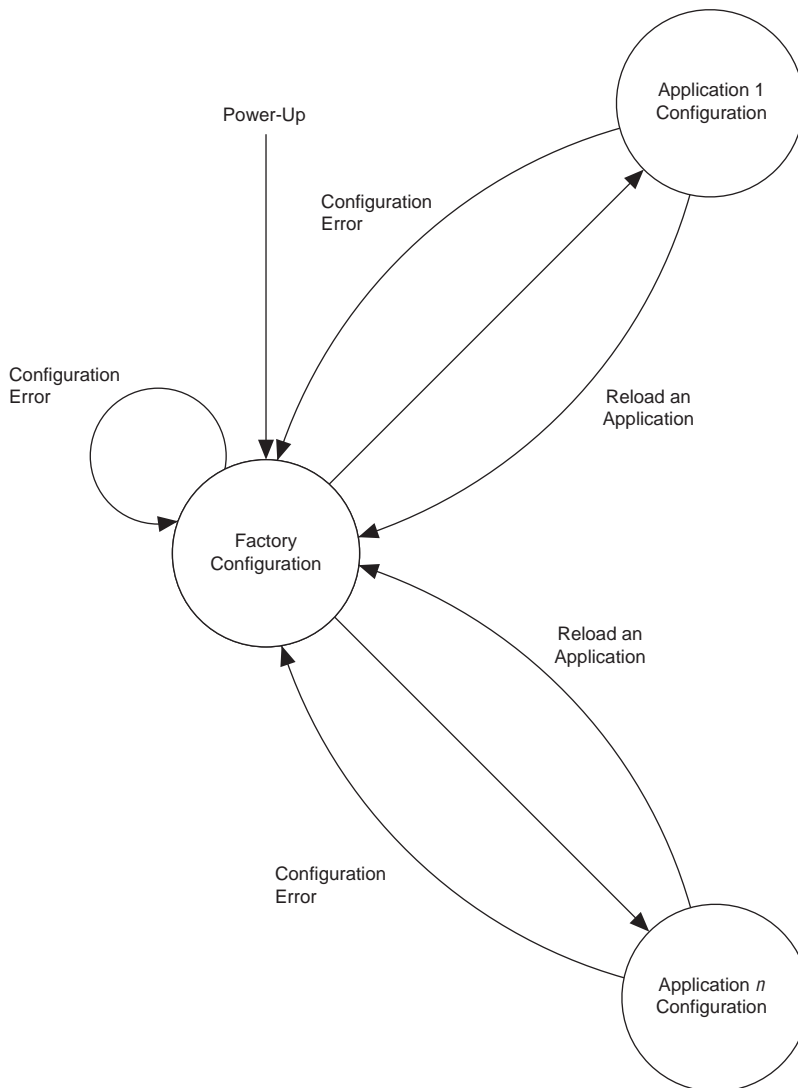 Application 1
Configuration
Power-Up
Configuration
Error
Configuration
Error
Reload an
Application
Factory
Configuration
Reload an
Application
Configuration
Error
Application n
Configuration